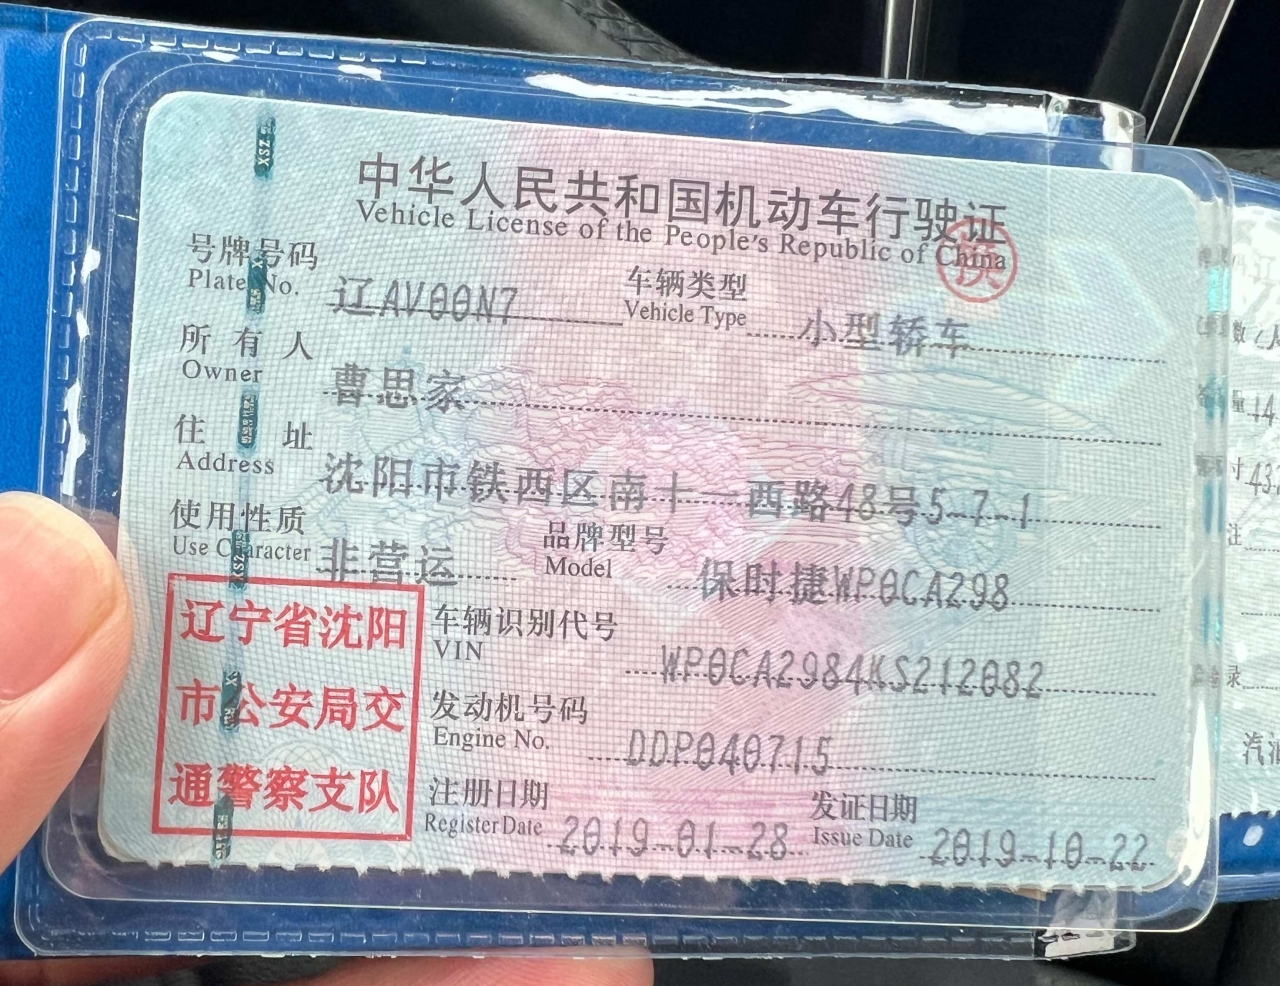 中华人民共和国机动车行驶证
Vehicle License of the People's Republic of China
换
号牌号码 辽AV00N7 车辆类型 小型轿车
Plate No. Vehicle Type
所有人 曹思家
Owner
住址 沈阳市铁西区南十一西路48号5-7-1
Address
使用性质 非营运 品牌型号 保时捷WP0CA298
Use Character Model
辽宁省沈阳
市公安局交
通警察支队
车辆识别代号 WP0CA2984KS212082
VIN
发动机号码 DDP040715
Engine No.
注册日期 2019-01-28 发证日期 2019-10-22
Register Date Issue Date